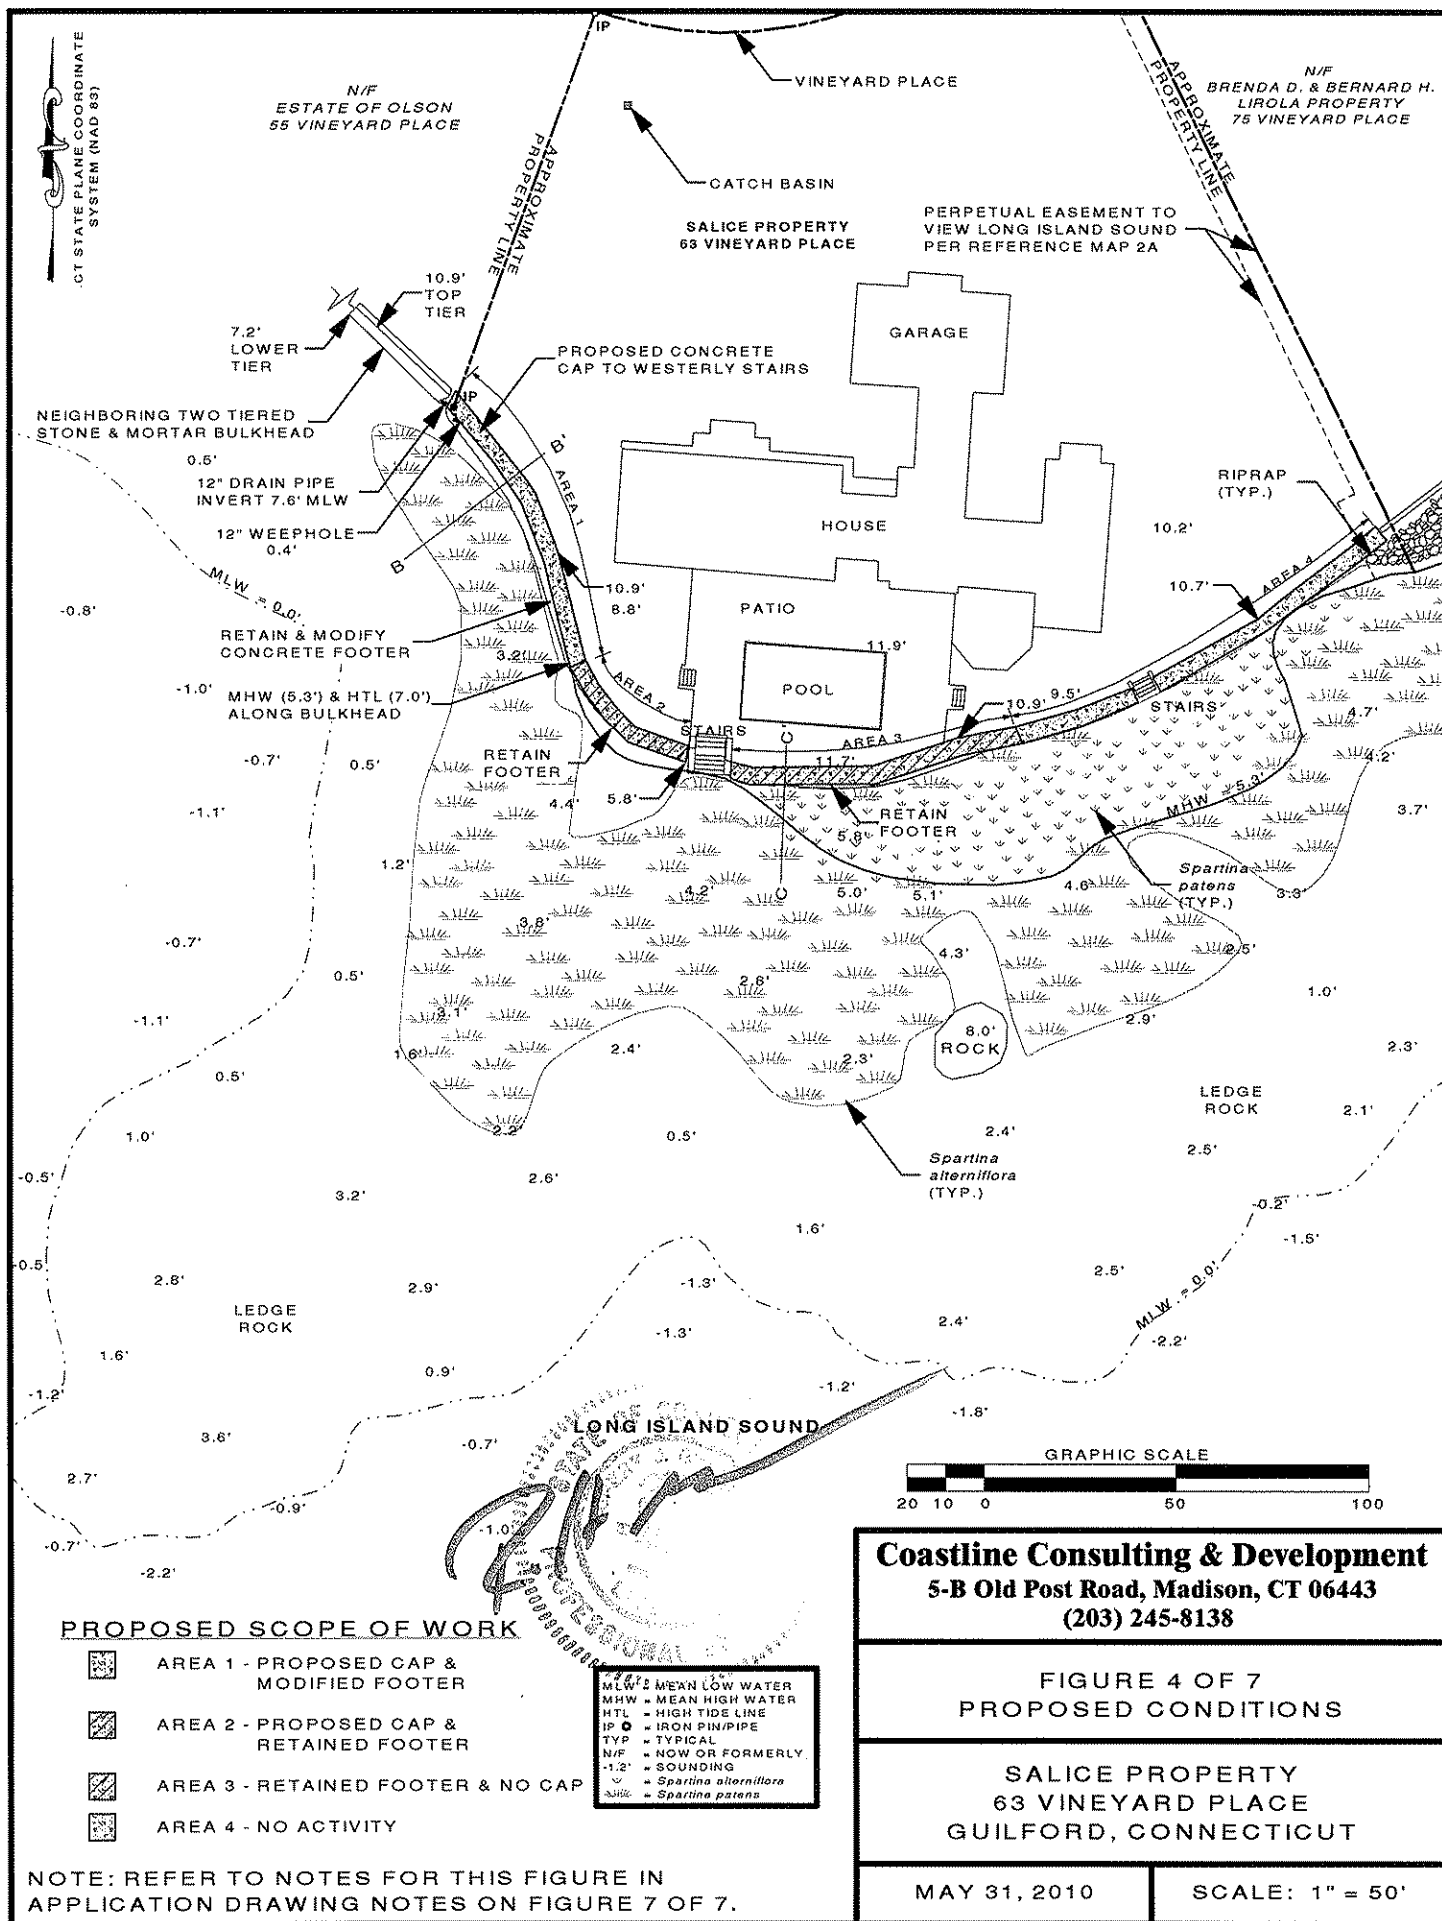 CT STATE PLANE COORDINATE
SYSTEM (NAD 83)
IP
VINEYARD PLACE
N/F
ESTATE OF OLSON
55 VINEYARD PLACE
N/F
BRENDA D. & BERNARD H.
LIROLA PROPERTY
75 VINEYARD PLACE
APPROXIMATE
PROPERTY LINE
APPROXIMATE
PROPERTY LINE
CATCH BASIN
SALICE PROPERTY
63 VINEYARD PLACE
PERPETUAL EASEMENT TO
VIEW LONG ISLAND SOUND
PER REFERENCE MAP 2A
10.9'
TOP
TIER
7.2'
LOWER
TIER
PROPOSED CONCRETE
CAP TO WESTERLY STAIRS
GARAGE
NEIGHBORING TWO TIERED
STONE & MORTAR BULKHEAD
IP
B'
AREA 1
0.5'
12" DRAIN PIPE
INVERT 7.6' MLW
RIPRAP
(TYP.)
12" WEEPHOLE
0.4'
HOUSE
10.2'
B
MLW = 0.0'
-0.8'
10.9'
8.8'
PATIO
AREA 4
10.7'
RETAIN & MODIFY
CONCRETE FOOTER
3.2'
11.9'
-1.0'
MHW (5.3') & HTL (7.0')
ALONG BULKHEAD
AREA 2
POOL
10.9'
9.5'
STAIRS
4.7'
STAIRS
C'
AREA 3
4.2'
-0.7'
0.5'
RETAIN
FOOTER
11.7'
4.4'
5.8'
MHW = 5.3'
-1.1'
RETAIN
FOOTER
5.8'
3.7'
1.2'
Spartina
patens
(TYP.)
4.2'
C
5.0'
5.1'
4.6'
3.3'
3.8'
-0.7'
0.5'
4.3'
2.5'
2.8'
1.0'
3.1'
-1.1'
1.6'
2.4'
2.3'
8.0'
ROCK
2.9'
2.3'
0.5'
LEDGE
ROCK
2.1'
1.0'
2.2'
0.5'
2.4'
2.5'
-0.5'
3.2'
2.6'
Spartina
alterniflora
(TYP.)
-0.2'
1.6'
-1.5'
-0.5'
2.8'
2.9'
-1.3'
2.5'
MLW = 0.0'
LEDGE
ROCK
-1.3'
2.4'
-2.2'
1.6'
0.9'
-1.2'
-1.2'
-1.8'
LONG ISLAND SOUND
3.6'
-0.7'
2.7'
-0.9'
-1.0'
-0.7'
-2.2'
STATE OF
PROFESSIONAL
GRAPHIC SCALE
20 10 0 50 100
Coastline Consulting & Development
5-B Old Post Road, Madison, CT 06443
(203) 245-8138
FIGURE 4 OF 7
PROPOSED CONDITIONS
SALICE PROPERTY
63 VINEYARD PLACE
GUILFORD, CONNECTICUT
MAY 31, 2010
SCALE: 1" = 50'
PROPOSED SCOPE OF WORK
AREA 1 - PROPOSED CAP &
MODIFIED FOOTER
AREA 2 - PROPOSED CAP &
RETAINED FOOTER
AREA 3 - RETAINED FOOTER & NO CAP
AREA 4 - NO ACTIVITY
MLW = MEAN LOW WATER
MHW = MEAN HIGH WATER
HTL = HIGH TIDE LINE
IP = IRON PIN/PIPE
TYP = TYPICAL
N/F = NOW OR FORMERLY
-1.2' = SOUNDING
= Spartina alterniflora
= Spartina patens
NOTE: REFER TO NOTES FOR THIS FIGURE IN
APPLICATION DRAWING NOTES ON FIGURE 7 OF 7.